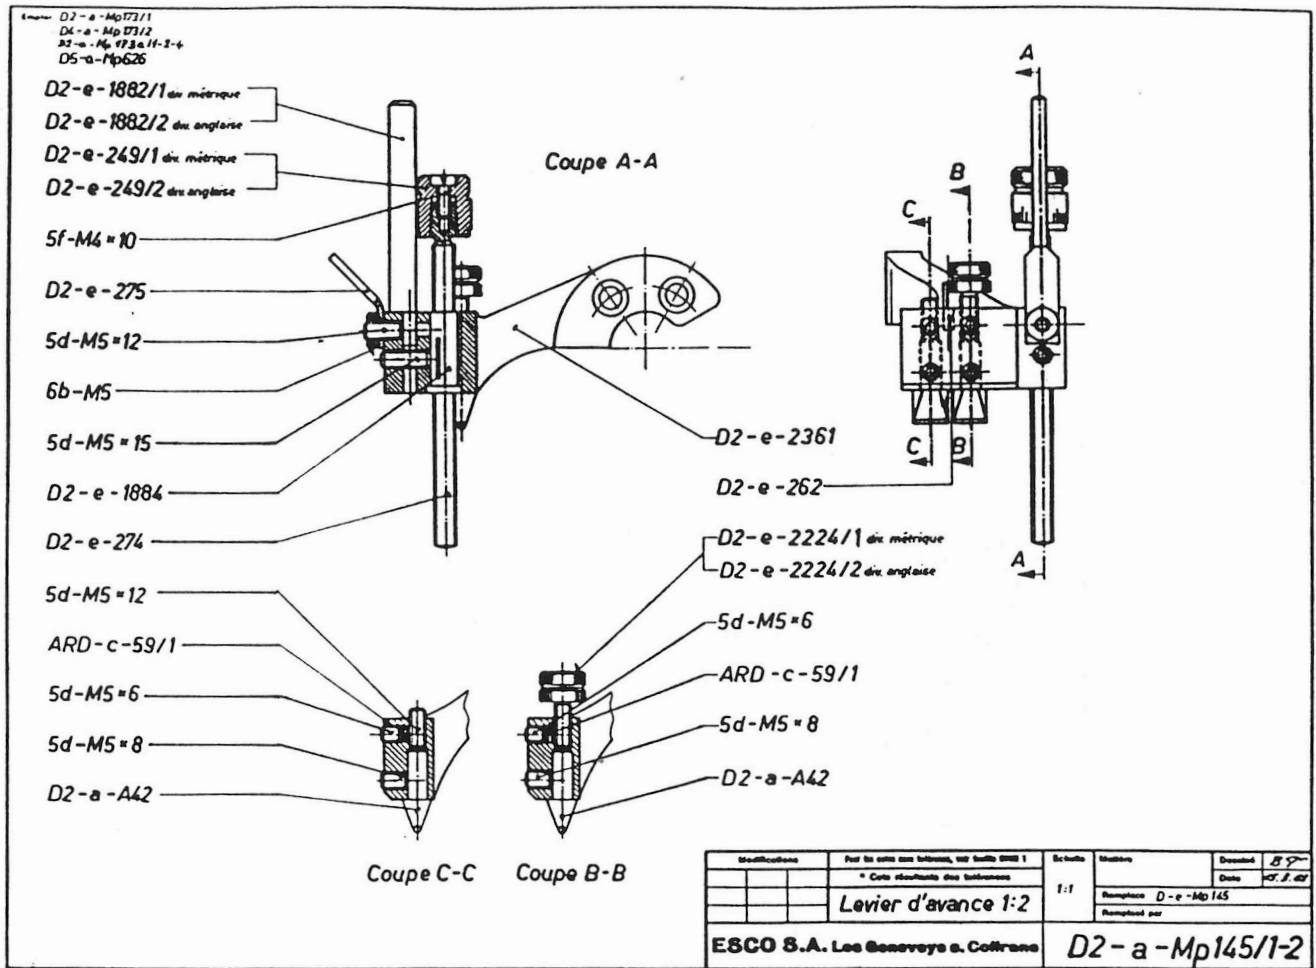 D2-a-Mp173/1
D4-a-Mp173/2
D5-a-Mp626
D2-e-1882/1 div. métrique
D2-e-1882/2 div. anglaise
D2-e-249/1 div. métrique
D2-e-249/2 div. anglaise
5f-M4×10
D2-e-275
5d-M5×12
6b-M5
5d-M5×15
D2-e-1884
D2-e-274
5d-M5×12
ARD-c-59/1
5d-M5×6
5d-M5×8
D2-a-A42
Coupe A-A
A
B
C
C
B
A
D2-e-2361
D2-e-262
D2-e-2224/1 div. métrique
D2-e-2224/2 div. anglaise
5d-M5×6
ARD-c-59/1
5d-M5×8
D2-a-A42
Coupe C-C
Coupe B-B
Modifications
* Cote résultante des tolérances
Levier d'avance 1:2
Echelle
1:1
Matière
Dessiné
Date
Remplace D-e-Mp145
Remplacé par
ESCO S.A. Les Geneveys s. Coffrane
D2-a-Mp145/1-2